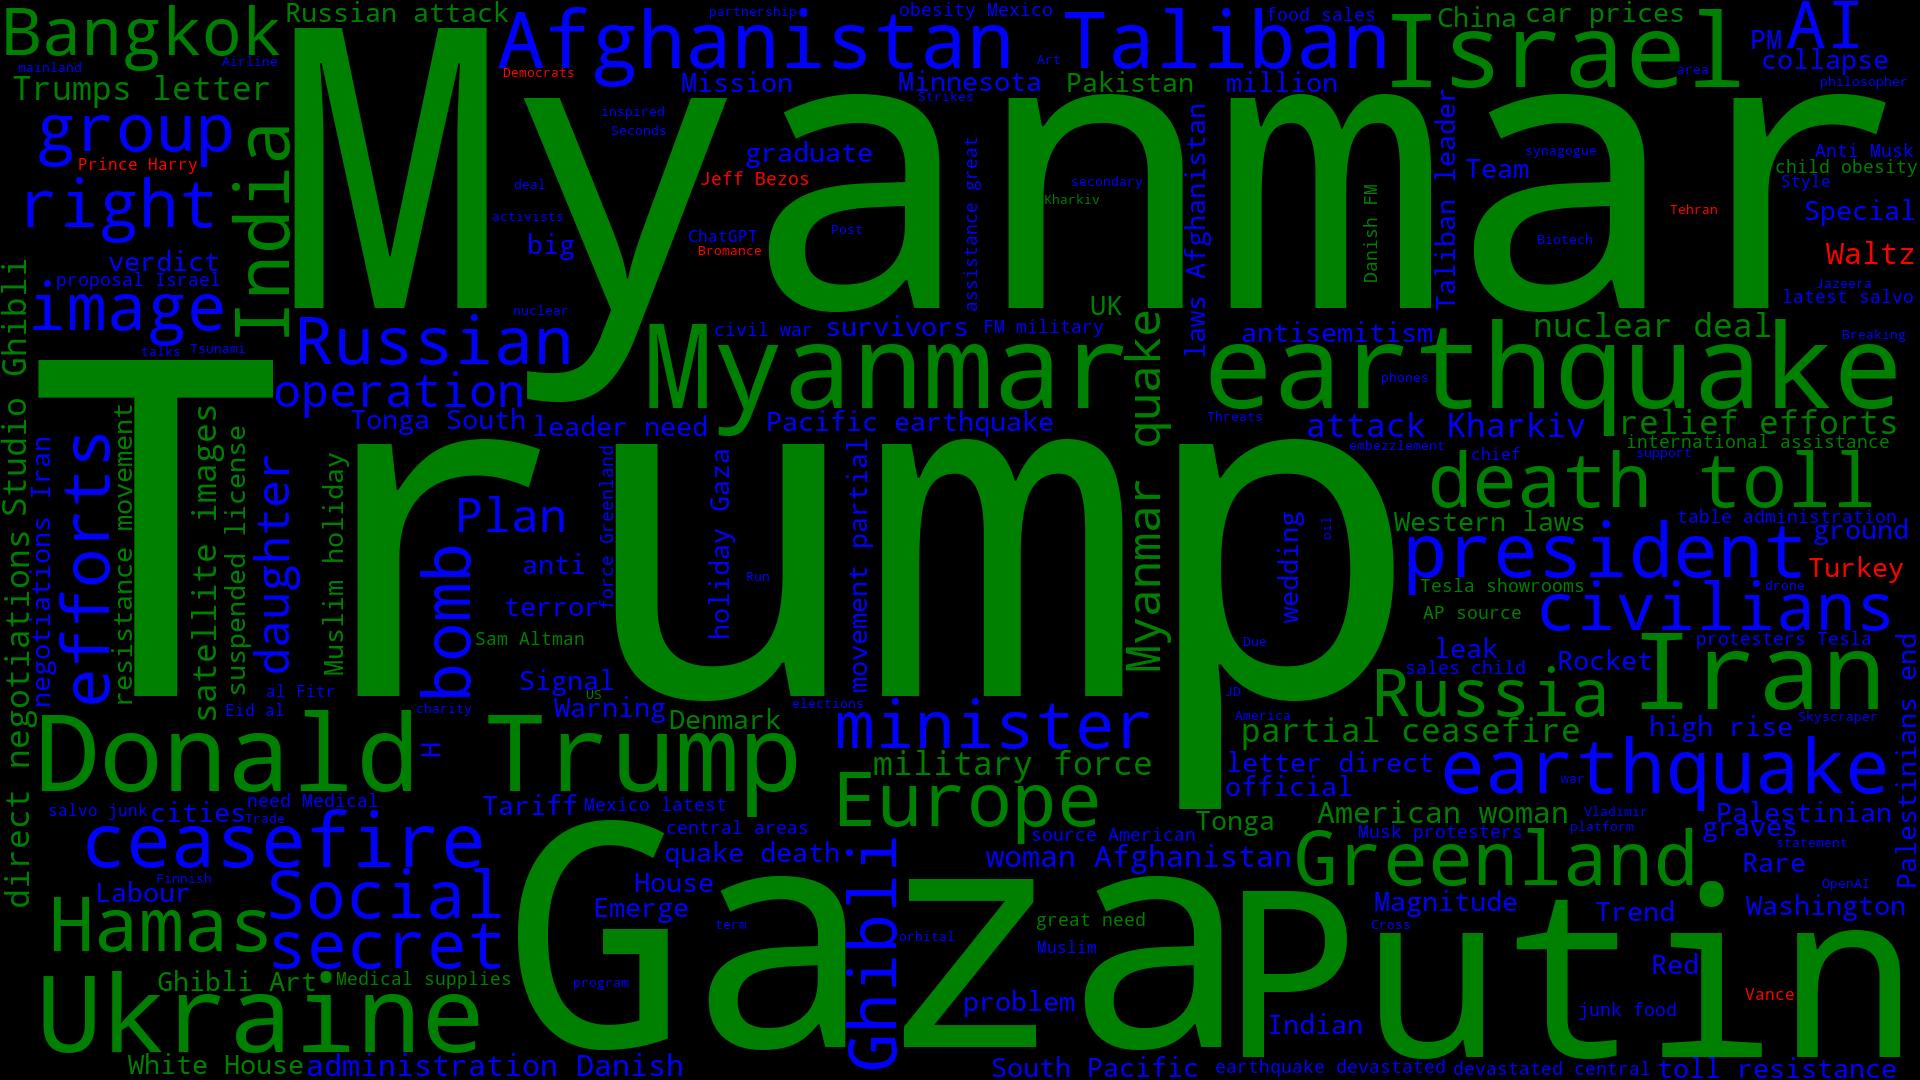 Bangkok
Russian attack
Afghanistan
partnership
obesity Mexico
Taliban
food sales
Israel
China
car prices
PM
AI
mainland
Airline
Democrats
Mission
Minnesota
Art
Pakistan
million
area
collapse
philosopher
Trumps letter
Myanmar
inspired
Strikes
Seconds
group
Prince Harry
India
graduate
assistance great
laws Afghanistan
Taliban leader
Team
synagogue
Anti Musk
child obesity
right
deal
Jeff Bezos
secondary
Kharkiv
Danish FM
Style
activists
Tehran
Special
big
ChatGPT
Bromance
Post
Biotech
Waltz
verdict
proposal Israel
image
nuclear
UK
Jazeera
latest salvo
talks
Tsunami
Russian
civil war
survivors
FM military
antisemitism
nuclear deal
Breaking
operation
Myanmar
Myanmar quake
earthquake
phones
Studio Ghibli
Tonga South
leader need
Pacific earthquake
Threats
attack Kharkiv
relief efforts
international assistance
embezzlement
chief
support
Trump
negotiations Iran
efforts
resistance movement
satellite images
suspended license
daughter
Muslim holiday
bomb
Plan
anti
terror
force Greenland
holiday Gaza
Run
movement partial
wedding
oil
death toll
Western laws
table administration
ground
president
Turkey
Tesla showrooms
drone
AP source
civilians
Sam Altman
Due
leak
protesters Tesla
sales child
Rocket
Signal
US
al Fitr
Eid al
charity
Warning
elections
JD
America
Russia
Iran
Palestinians end
direct negotiations
Donald Trump
H
Denmark
minister
partial ceasefire
high rise
Skyscraper
military force
letter direct
official
earthquake
war
Europe
salvo junk
cities
need Medical
Trade
Tariff
Mexico latest
Tonga
American woman
Vladimir
platform
Palestinian
graves
ceasefire
central areas
source American
Musk protesters
statement
quake death
Ghibli
woman Afghanistan
Greenland
Rare
Finnish
Labour
Social
House
Emerge
Gaza
OpenAI
Hamas
term
orbital
great need
Magnitude
Cross
Trend
Washington
secret
Muslim
Putin
Red
Ghibli Art
Medical supplies
program
Vance
Ukraine
problem
Indian
junk food
White House
administration Danish
South Pacific
earthquake devastated
devastated central
toll resistance